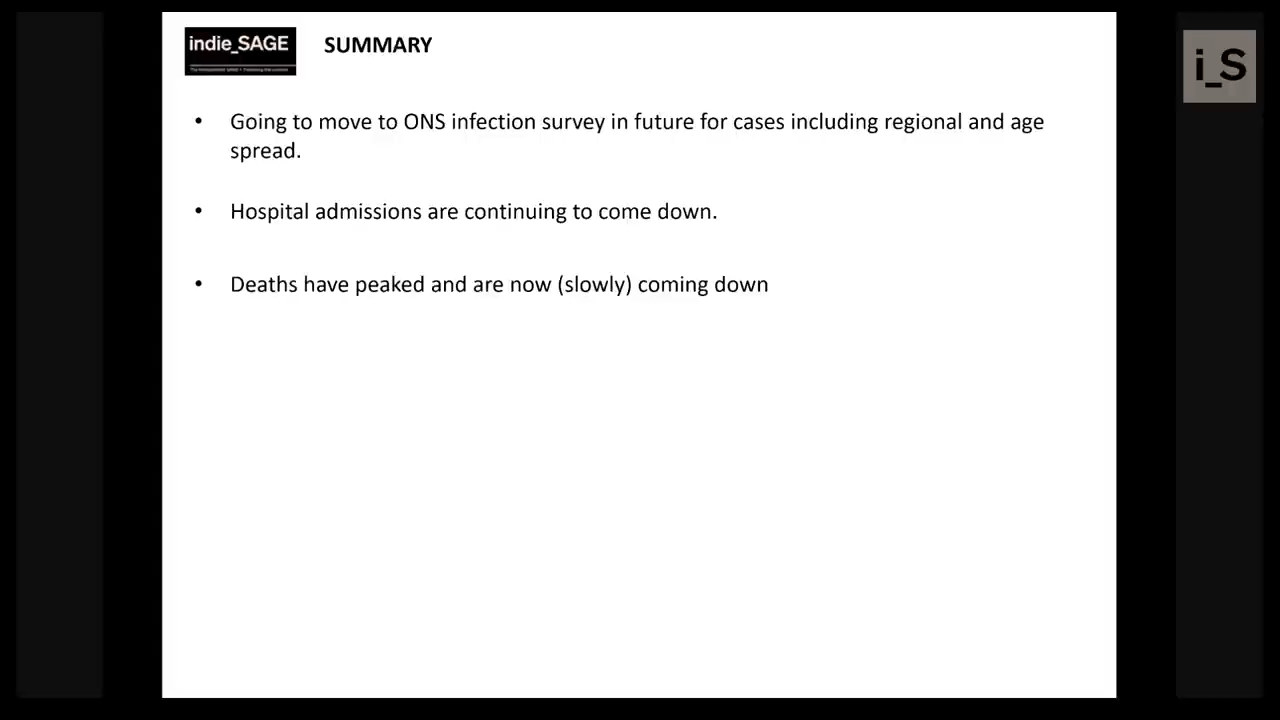 indie_SAGE
SUMMARY
i_S
• Going to move to ONS infection survey in future for cases including regional and age
spread.
• Hospital admissions are continuing to come down.
• Deaths have peaked and are now (slowly) coming down